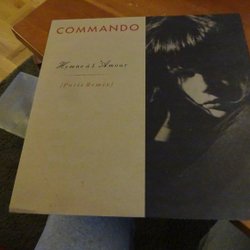 COMMANDO
Hymne à l'Amour
(Paris Remix)